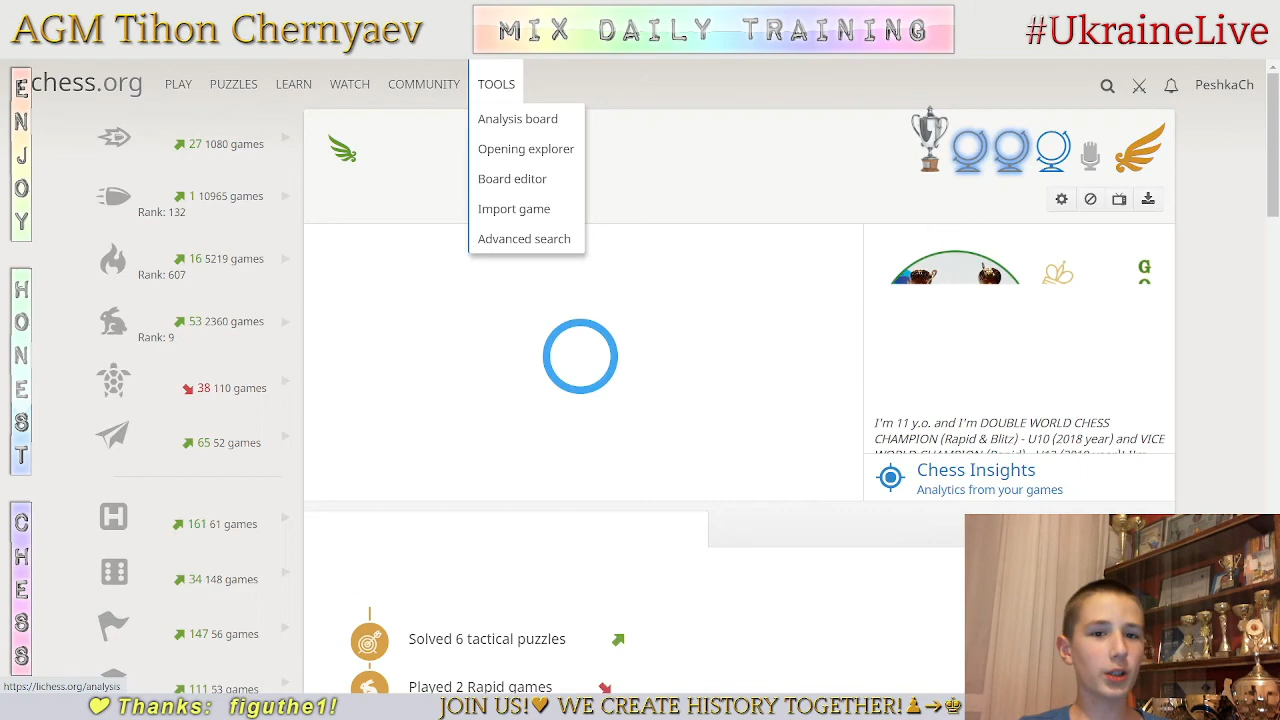 AGM Tihon Chernyaev
MIX DAILY TRAINING
#UkraineLive
ENJOY
HONEST
CHESS
lichess.org
PLAY
PUZZLES
LEARN
WATCH
COMMUNITY
TOOLS
PeshkaCh
Analysis board
Opening explorer
Board editor
Import game
Advanced search
27 1080 games
1 10965 games
Rank: 132
16 5219 games
Rank: 607
53 2360 games
Rank: 9
38 110 games
65 52 games
161 61 games
34 148 games
147 56 games
111 53 games
G
I'm 11 y.o. and I'm DOUBLE WORLD CHESS
CHAMPION (Rapid & Blitz) - U10 (2018 year) and VICE
Chess Insights
Analytics from your games
Solved 6 tactical puzzles
Played 2 Rapid games
https://lichess.org/analysis
Thanks: figuthe1!
JOIN US!♥ WE CREATE HISTORY TOGETHER!♟→♚